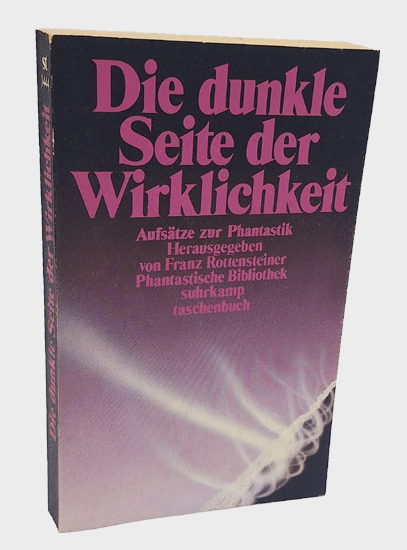 Die dunkle
Seite der
Wirklichkeit
Aufsätze zur Phantastik
Herausgegeben
von Franz Rottensteiner
Phantastische Bibliothek
suhrkamp
taschenbuch
Die dunkle Seite der Wirklichkeit